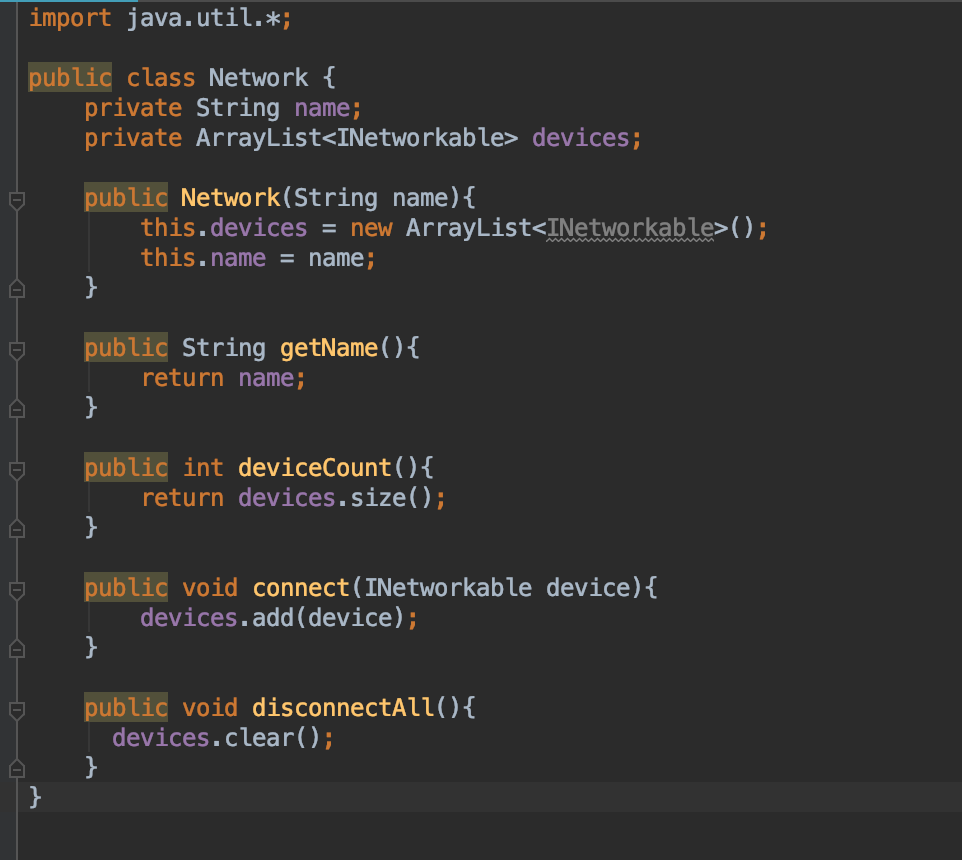 import java.util.*;
public class Network {
    private String name;
    private ArrayList<INetworkable> devices;
    public Network(String name){
        this.devices = new ArrayList<INetworkable>();
        this.name = name;
    }
    public String getName(){
        return name;
    }
    public int deviceCount(){
        return devices.size();
    }
    public void connect(INetworkable device){
        devices.add(device);
    }
    public void disconnectAll(){
      devices.clear();
    }
}